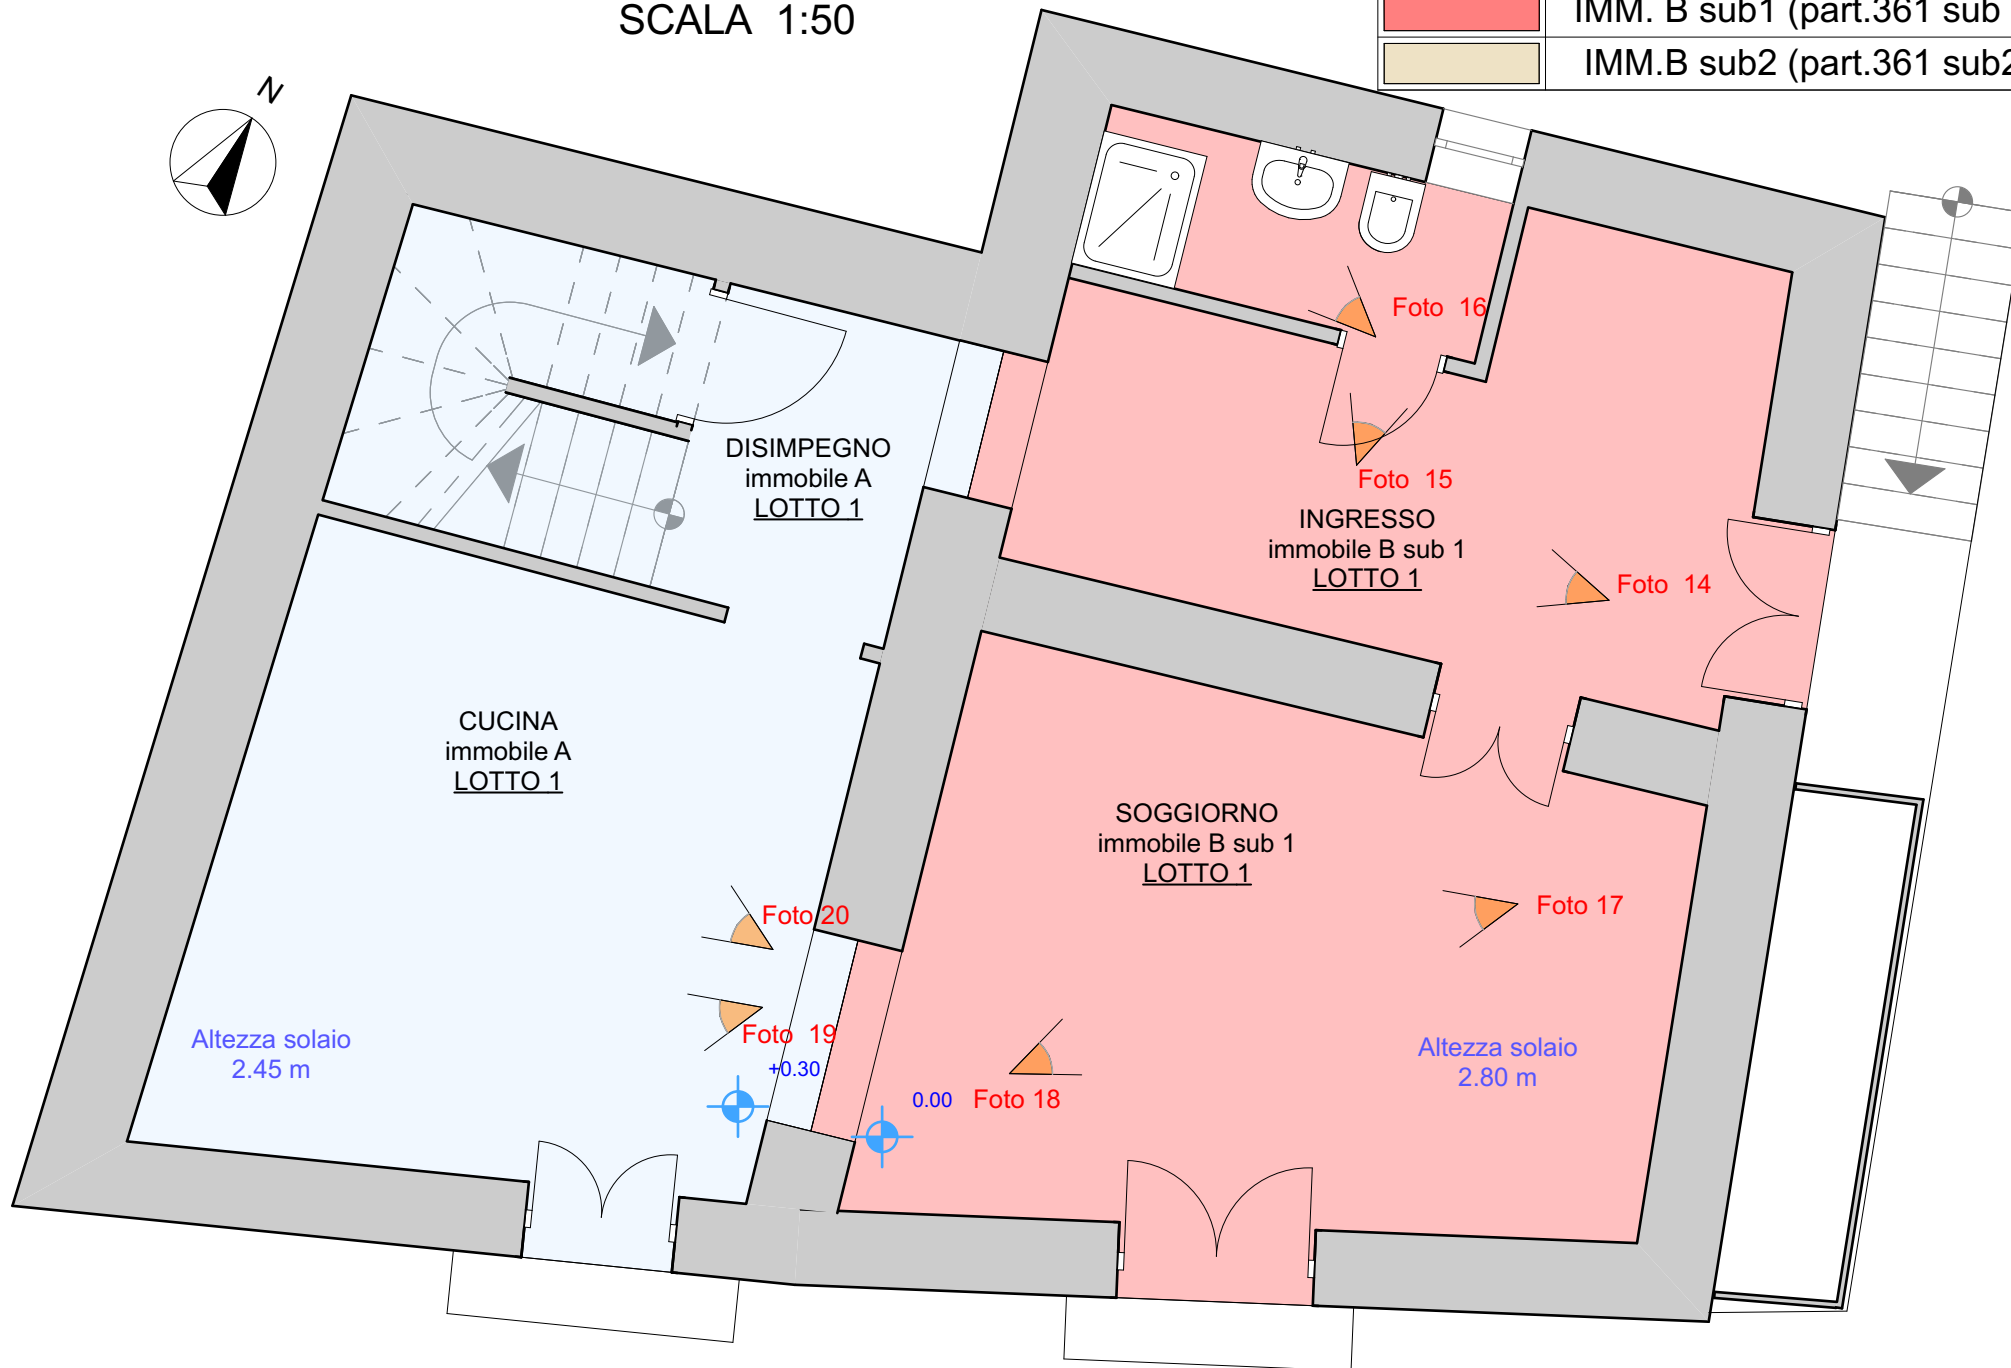 SCALA 1:50
IMM. B sub1 (part.361 sub
IMM.B sub2 (part.361 sub2
N
Foto 16
DISIMPEGNO
immobile A
LOTTO 1
Foto 15
INGRESSO
immobile B sub 1
LOTTO 1
Foto 14
CUCINA
immobile A
LOTTO 1
SOGGIORNO
immobile B sub 1
LOTTO 1
Foto 20
Foto 17
Foto 19
Altezza solaio
2.45 m
+0.30
0.00
Foto 18
Altezza solaio
2.80 m